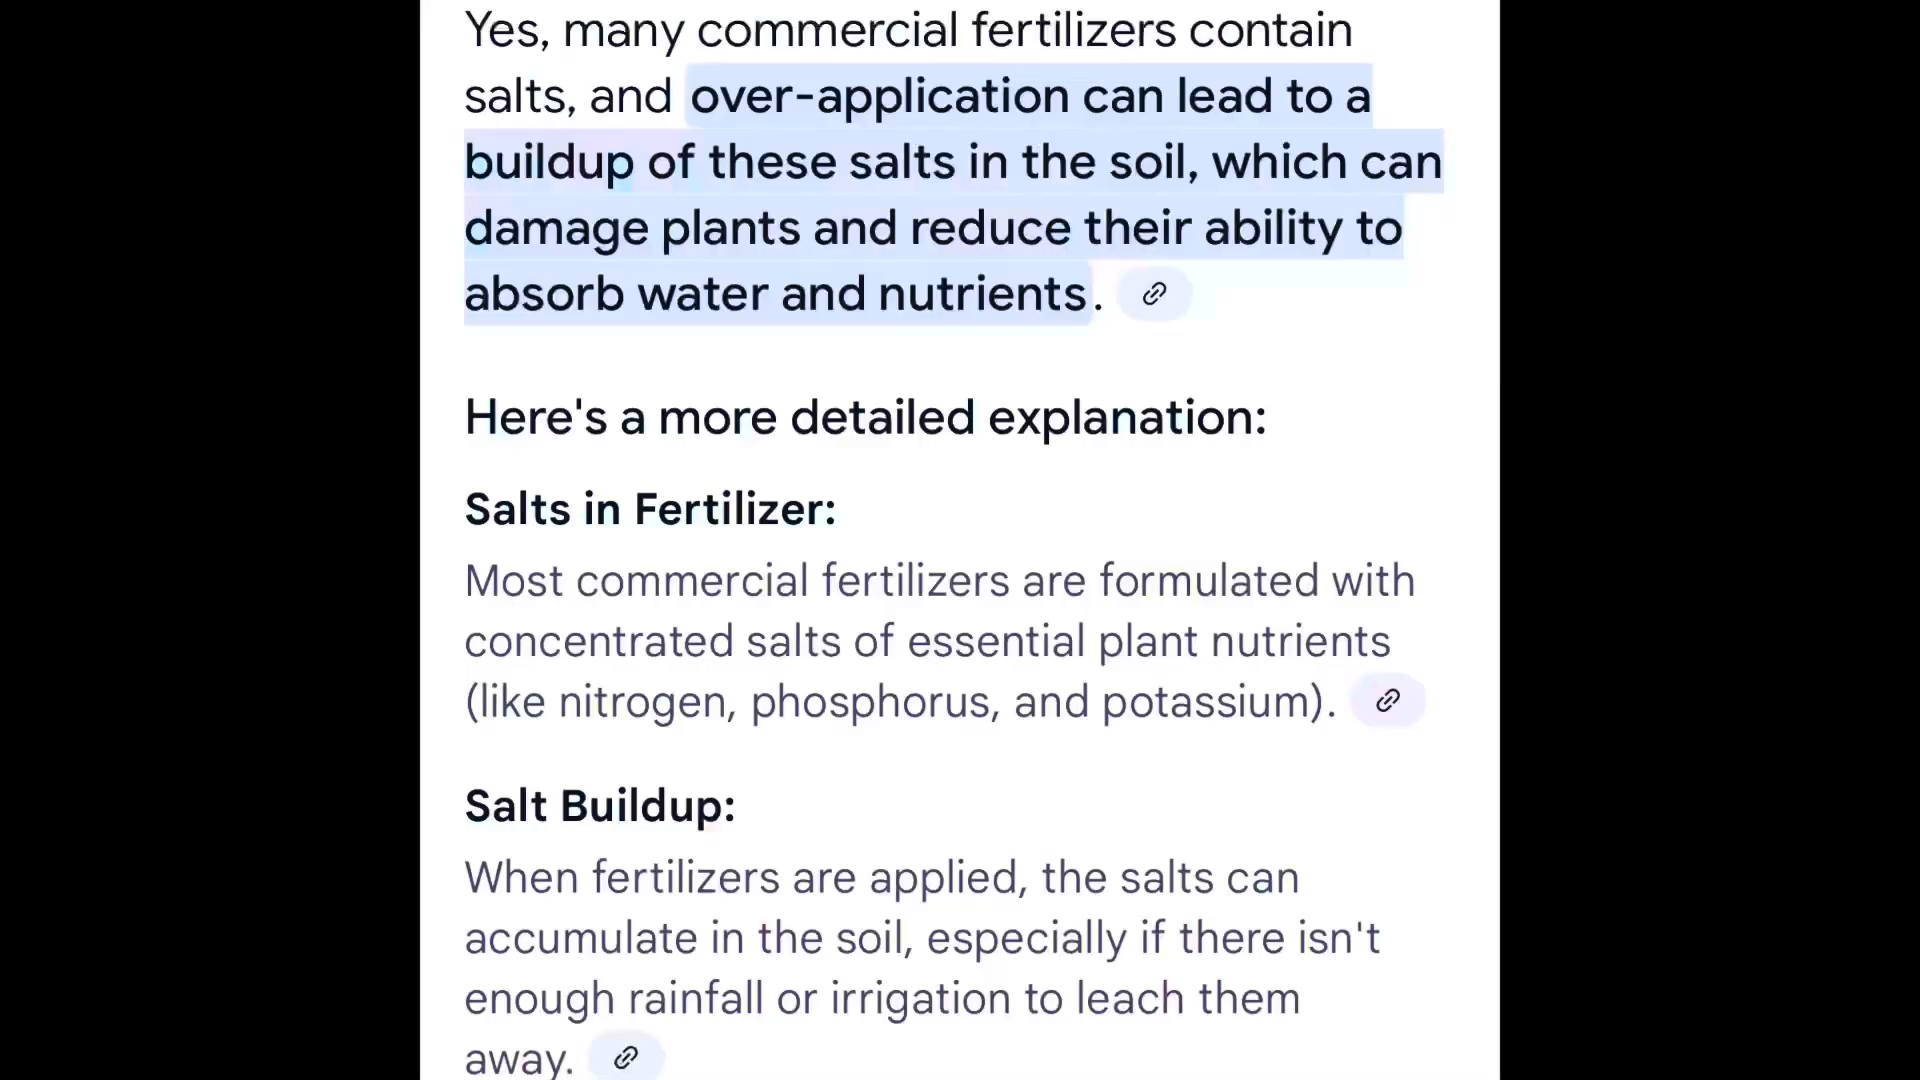 Yes, many commercial fertilizers contain
salts, and over-application can lead to a
buildup of these salts in the soil, which can
damage plants and reduce their ability to
absorb water and nutrients.
Here's a more detailed explanation:
Salts in Fertilizer:
Most commercial fertilizers are formulated with
concentrated salts of essential plant nutrients
(like nitrogen, phosphorus, and potassium).
Salt Buildup:
When fertilizers are applied, the salts can
accumulate in the soil, especially if there isn't
enough rainfall or irrigation to leach them
away.